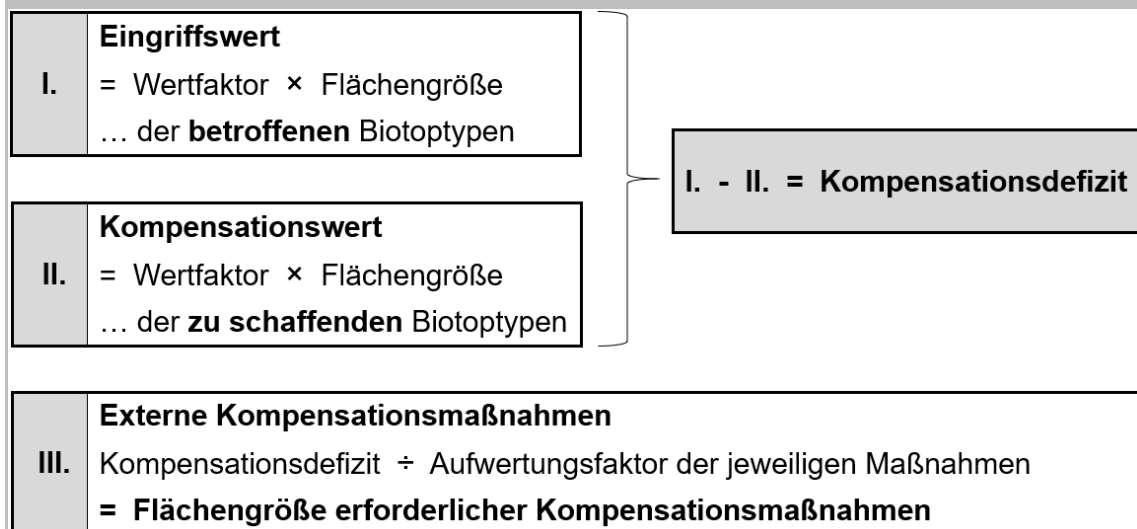 I.
Eingriffswert
= Wertfaktor × Flächengröße
… der betroffenen Biotoptypen
II.
Kompensationswert
= Wertfaktor × Flächengröße
… der zu schaffenden Biotoptypen
I. - II. = Kompensationsdefizit
III.
Externe Kompensationsmaßnahmen
Kompensationsdefizit ÷ Aufwertungsfaktor der jeweiligen Maßnahmen
= Flächengröße erforderlicher Kompensationsmaßnahmen